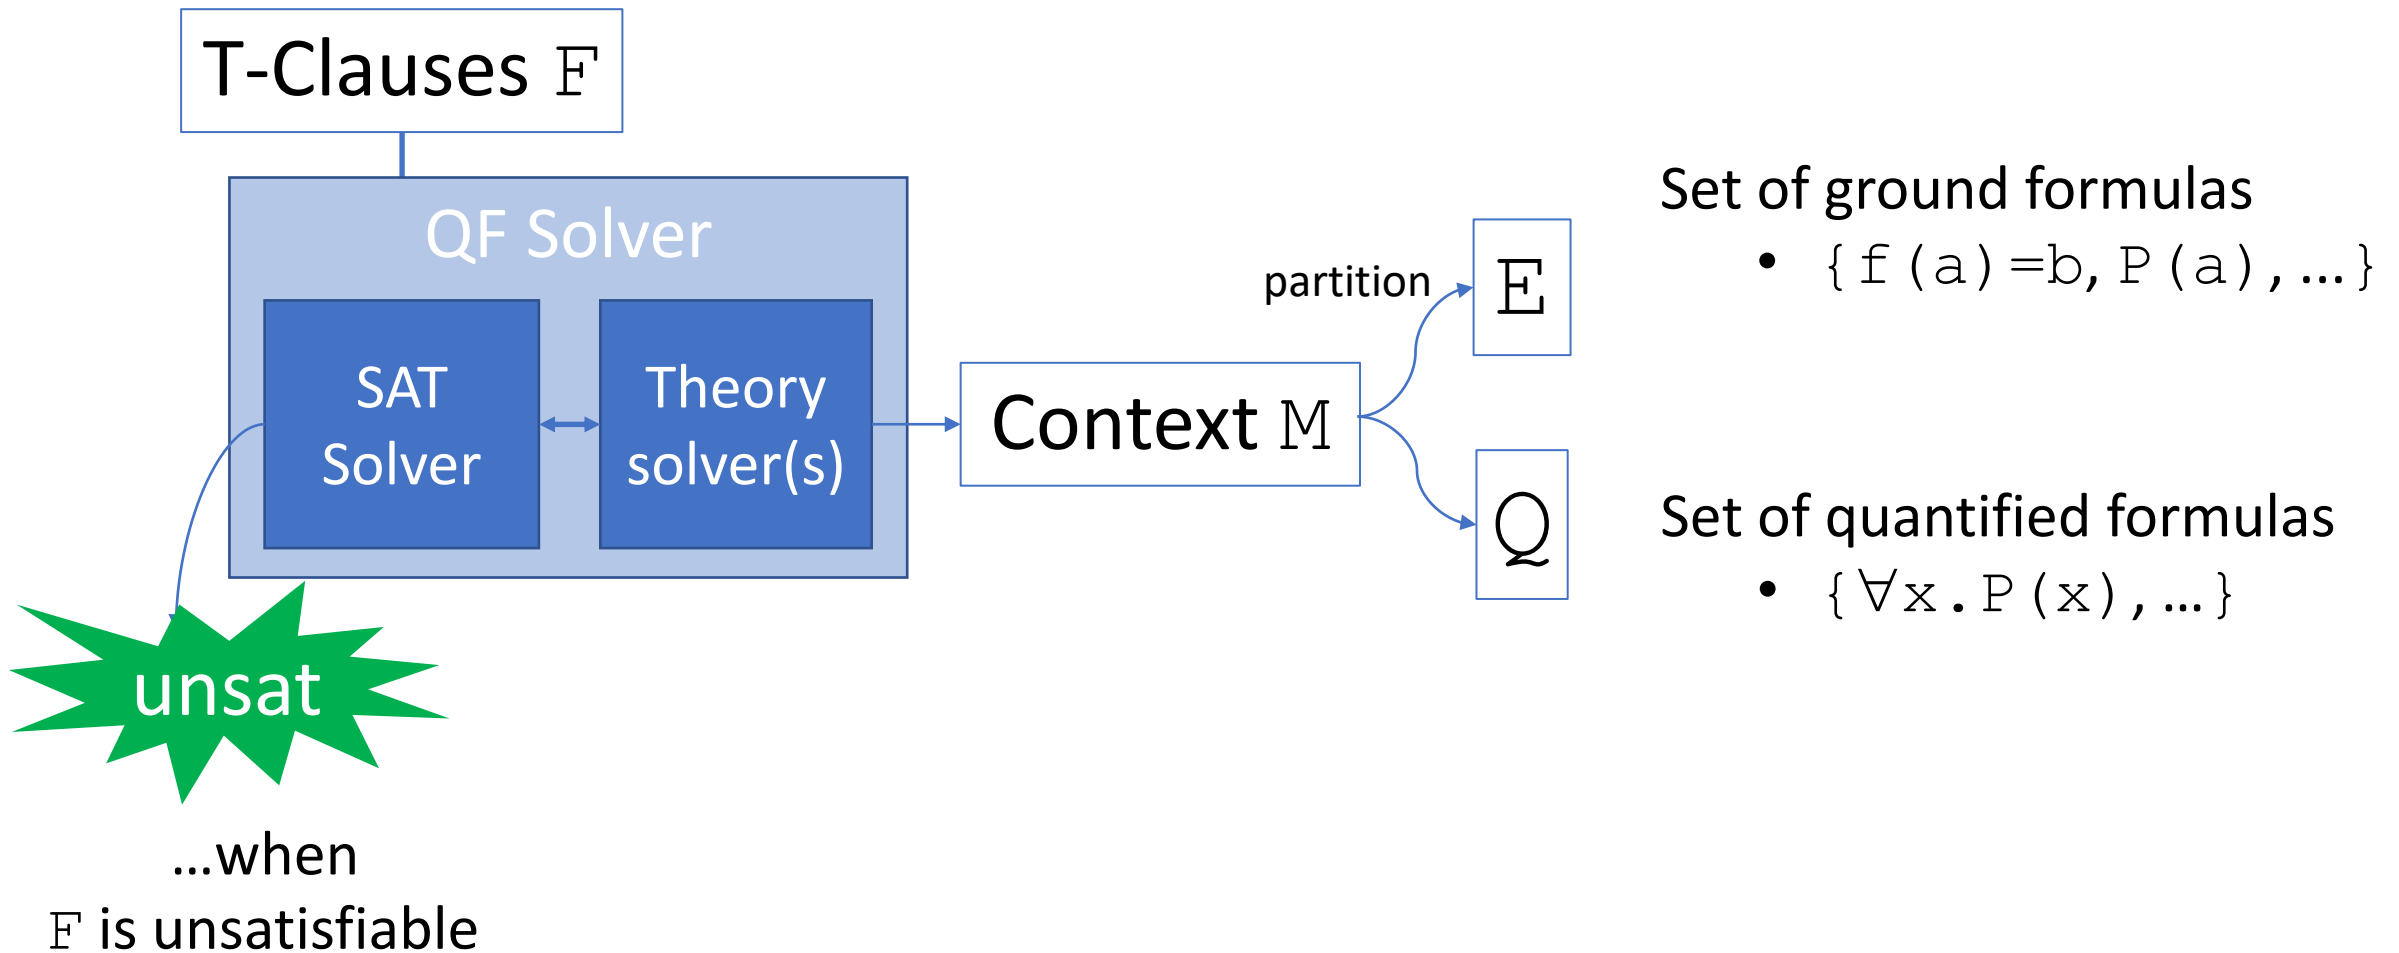 T-Clauses F
QF Solver
SAT
Solver
Theory
solver(s)
unsat
…when
F is unsatisfiable
Context M
partition
E
Q
Set of ground formulas
• {f(a)=b, P(a),…}
Set of quantified formulas
• {∀x.P(x),…}